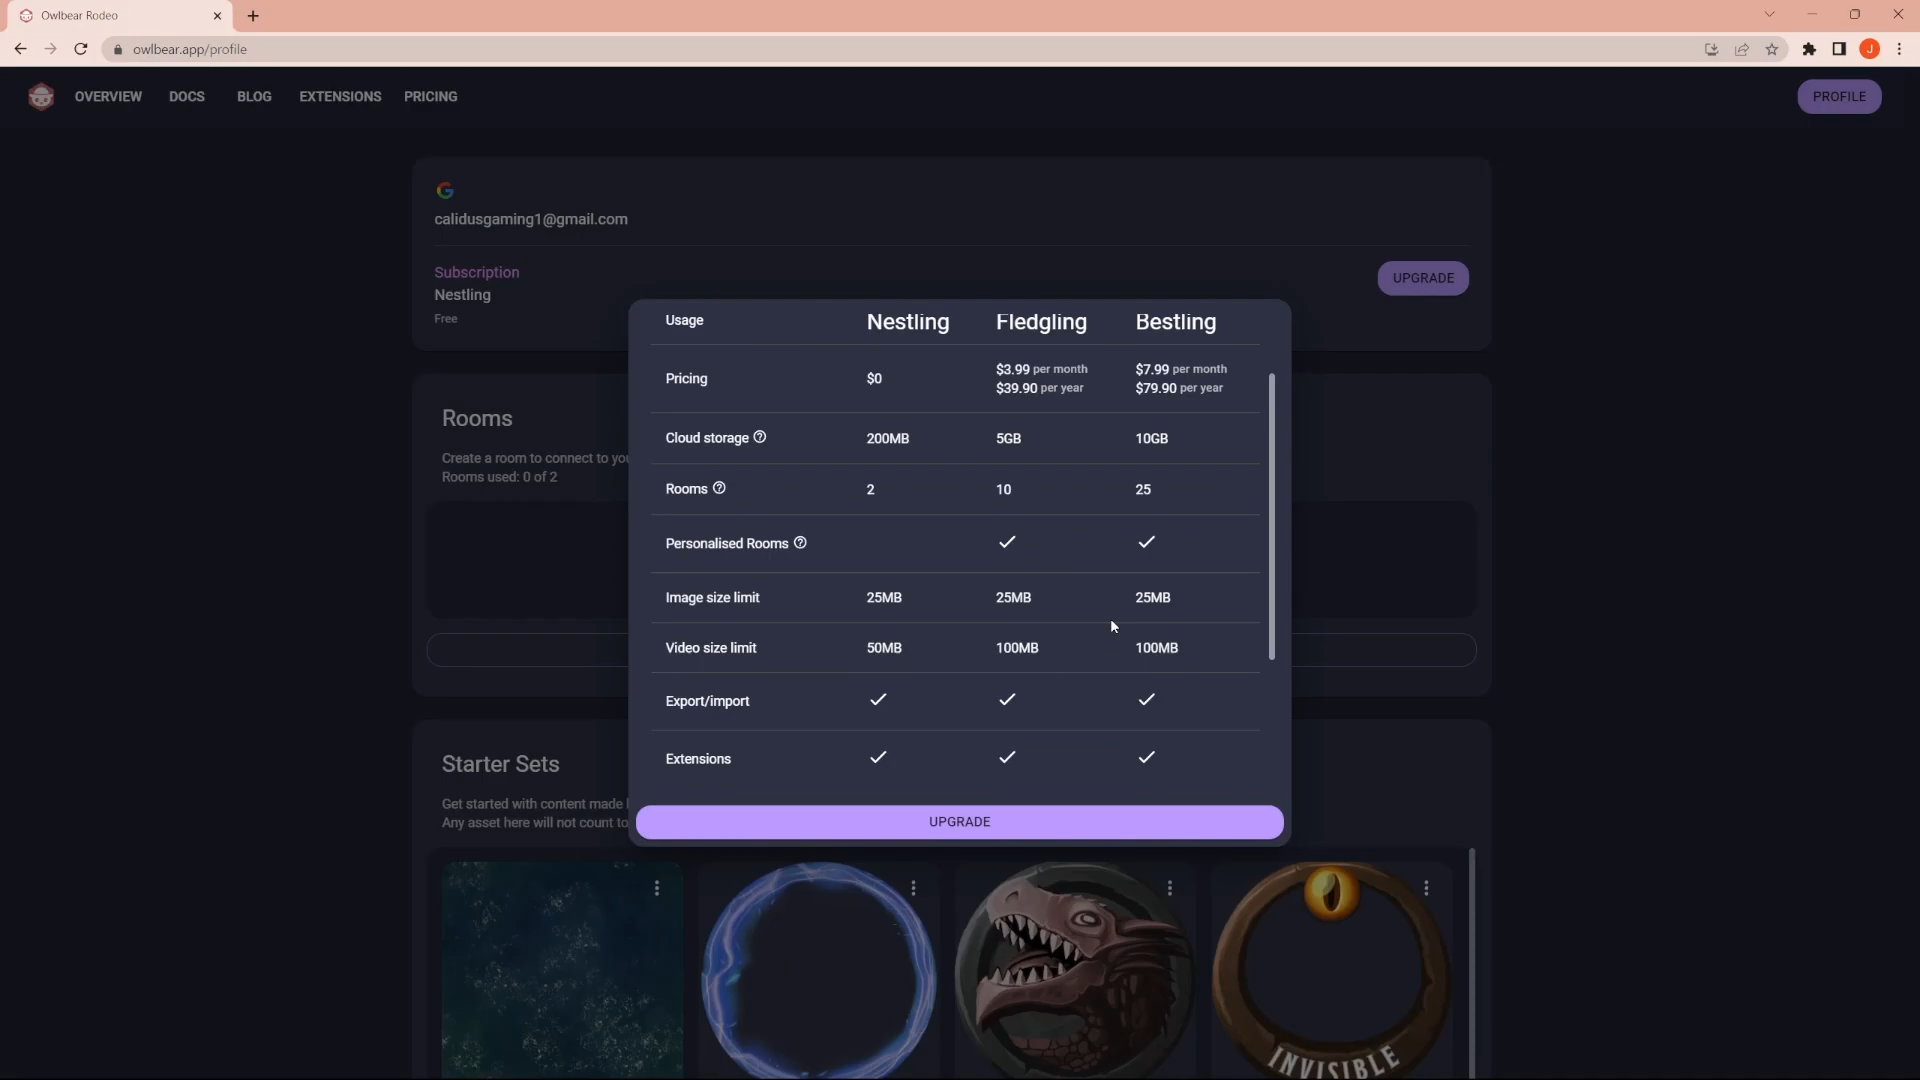 Owlbear Rodeo
owlbear.app/profile
J
OVERVIEW DOCS BLOG EXTENSIONS PRICING
PROFILE
calidusgaming1@gmail.com
Subscription
Nestling
Free
UPGRADE
Rooms
Create a room to connect to
Rooms used: 0 of 2
Usage Nestling Fledgling Bestling
Pricing $0 $3.99 per month $7.99 per month
$39.90 per year $79.90 per year
Cloud storage 200MB 5GB 10GB
Rooms 2 10 25
Personalised Rooms
Image size limit 25MB 25MB 25MB
Video size limit 50MB 100MB 100MB
Export/import
Extensions
UPGRADE
Starter Sets
Get started with content made
Any asset here will not count to
INVISIBLE